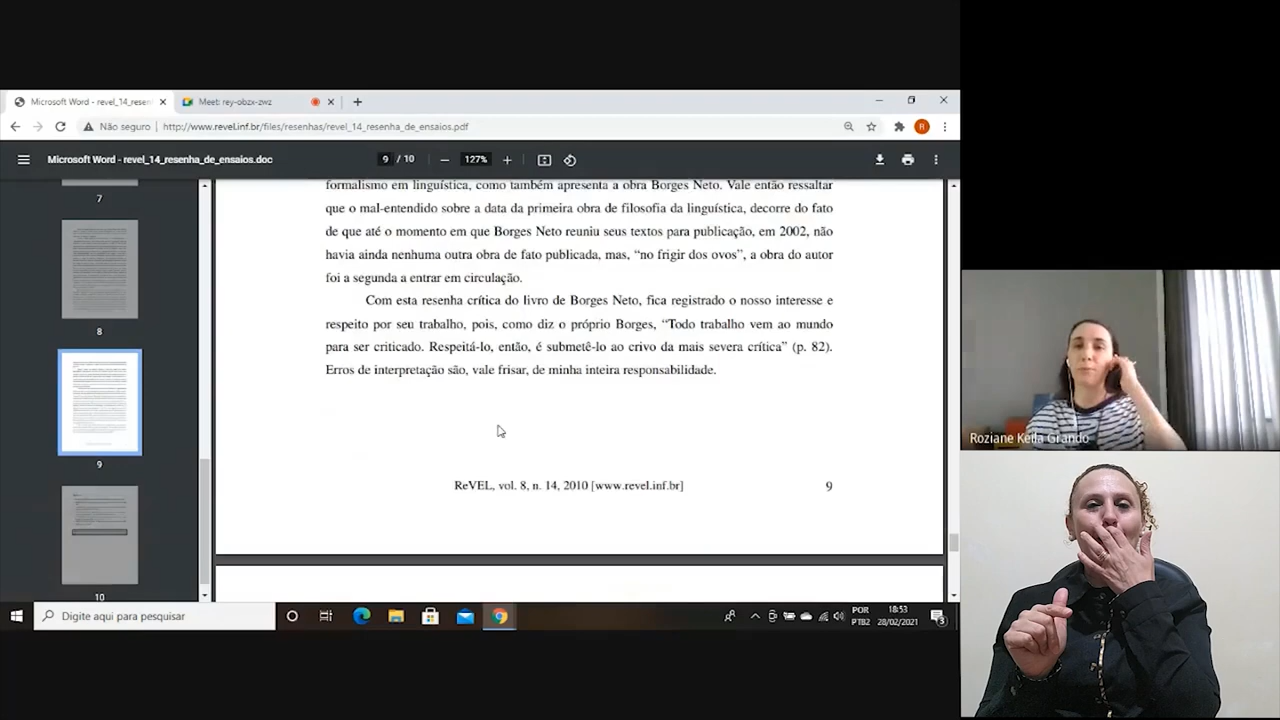 Microsoft Word - revel_14_resen
Meet: rey-obzx-zwz
Não seguro
http://www.revel.inf.br/files/resenhas/revel_14_resenha_de_ensaios.pdf
R
Microsoft Word - revel_14_resenha_de_ensaios.doc
9 / 10
127%
7
8
9
10
formalismo em linguística, como também apresenta a obra Borges Neto. Vale então ressaltar
que o mal-entendido sobre a data da primeira obra de filosofia da linguística, decorre do fato
de que até o momento em que Borges Neto reuniu seus textos para publicação, em 2002, não
havia ainda nenhuma outra obra de fato publicada, mas, “no frigir dos ovos”, a obra do autor
foi a segunda a entrar em circulação.
Com esta resenha crítica do livro de Borges Neto, fica registrado o nosso interesse e
respeito por seu trabalho, pois, como diz o próprio Borges, “Todo trabalho vem ao mundo
para ser criticado. Respeitá-lo, então, é submetê-lo ao crivo da mais severa crítica” (p. 82).
Erros de interpretação são, vale frisar, de minha inteira responsabilidade.
ReVEL, vol. 8, n. 14, 2010 [www.revel.inf.br]
9
Roziane Keila Grando
Digite aqui para pesquisar
POR
PTB2
18:53
28/02/2021
3